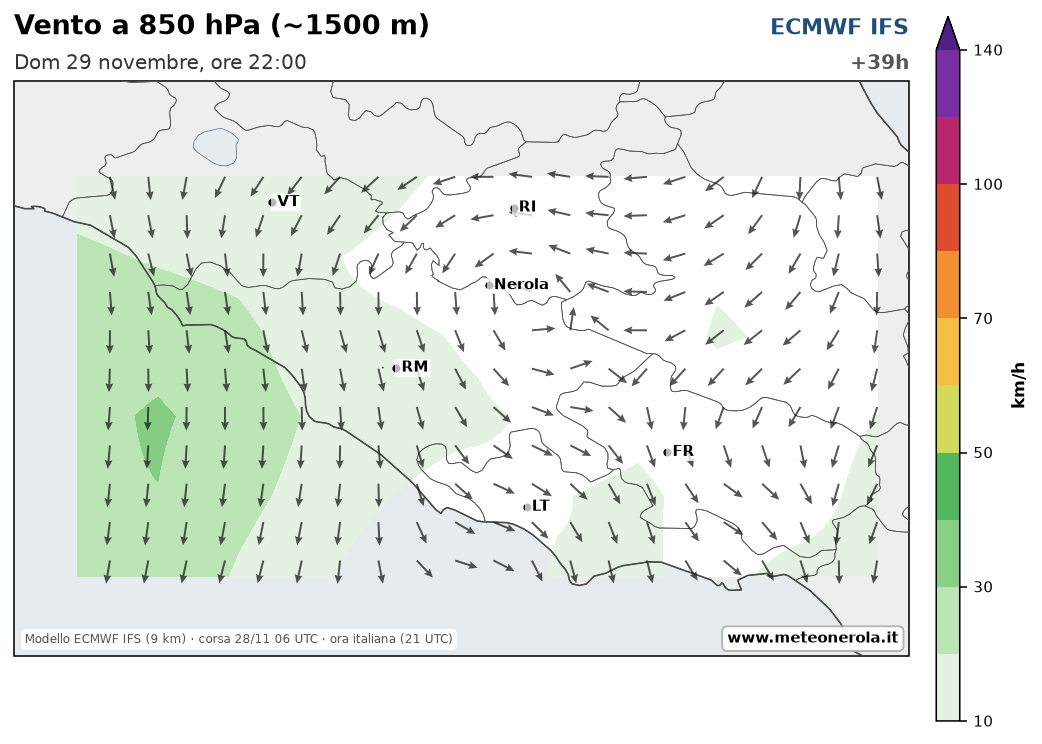 Vento a 850 hPa (~1500 m)
ECMWF IFS
Dom 29 novembre, ore 22:00
+39h
VT
RI
Nerola
RM
FR
LT
140
100
70
50
30
10
km/h
Modello ECMWF IFS (9 km) · corsa 28/11 06 UTC · ora italiana (21 UTC)
www.meteonerola.it